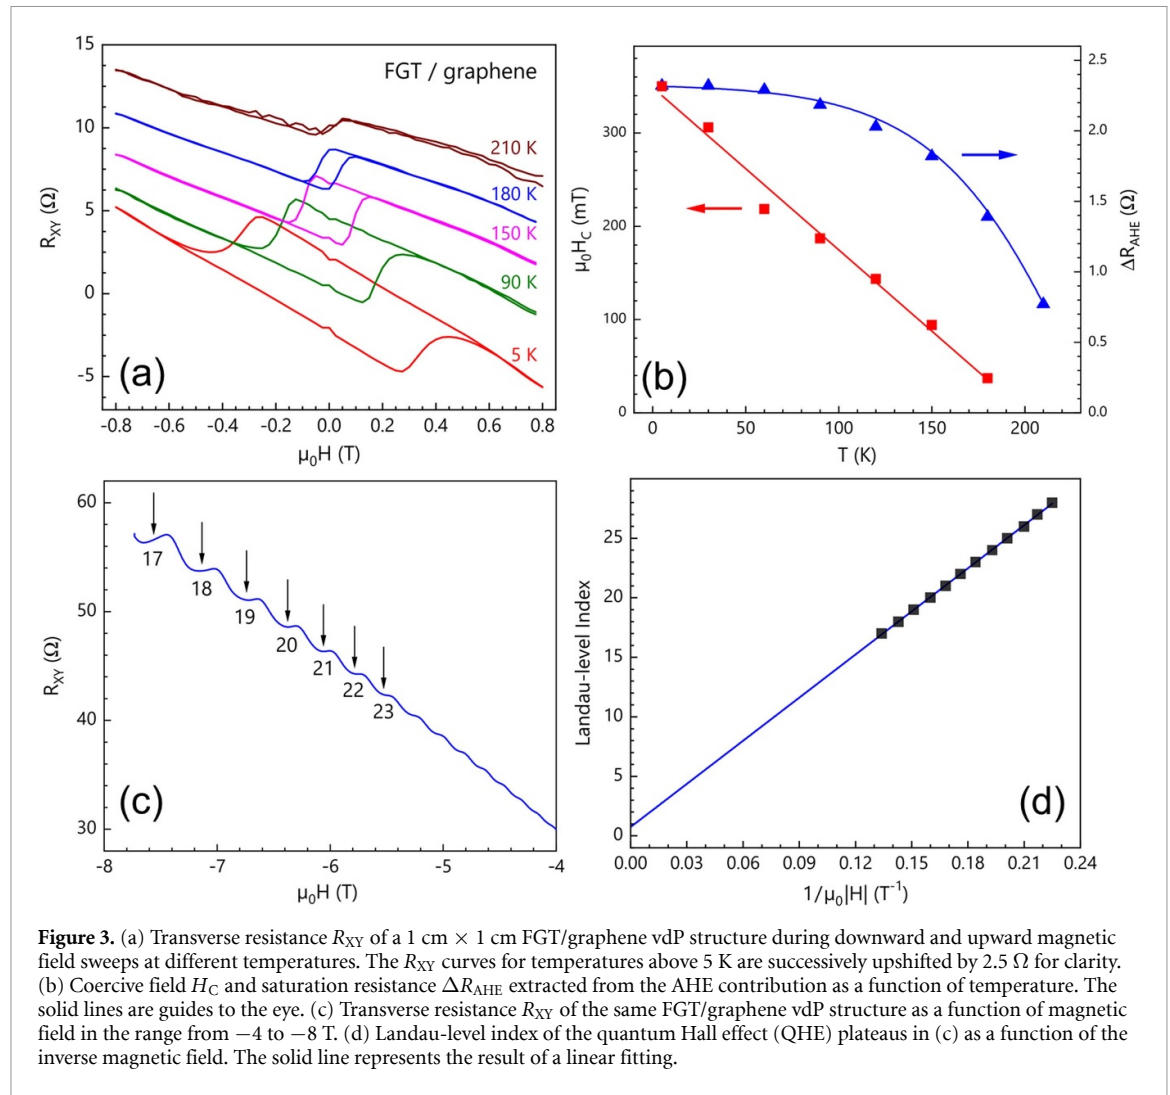 15
10
5
0
-5
R_XY (Ω)
FGT / graphene
210 K
180 K
150 K
90 K
5 K
(a)
-0.8 -0.6 -0.4 -0.2 0.0 0.2 0.4 0.6 0.8
μ₀H (T)
300
200
100
0
μ₀H_C (mT)
2.5
2.0
1.5
1.0
0.5
0.0
ΔR_AHE (Ω)
(b)
0 50 100 150 200
T (K)
60
50
40
30
R_XY (Ω)
17
18
19
20
21
22
23
(c)
-8 -7 -6 -5 -4
μ₀H (T)
25
20
15
10
5
0
Landau-level Index
(d)
0.00 0.03 0.06 0.09 0.12 0.15 0.18 0.21 0.24
1/μ₀|H| (T⁻¹)
Figure 3. (a) Transverse resistance R_XY of a 1 cm × 1 cm FGT/graphene vdP structure during downward and upward magnetic
field sweeps at different temperatures. The R_XY curves for temperatures above 5 K are successively upshifted by 2.5 Ω for clarity.
(b) Coercive field H_C and saturation resistance ΔR_AHE extracted from the AHE contribution as a function of temperature. The
solid lines are guides to the eye. (c) Transverse resistance R_XY of the same FGT/graphene vdP structure as a function of magnetic
field in the range from −4 to −8 T. (d) Landau-level index of the quantum Hall effect (QHE) plateaus in (c) as a function of the
inverse magnetic field. The solid line represents the result of a linear fitting.